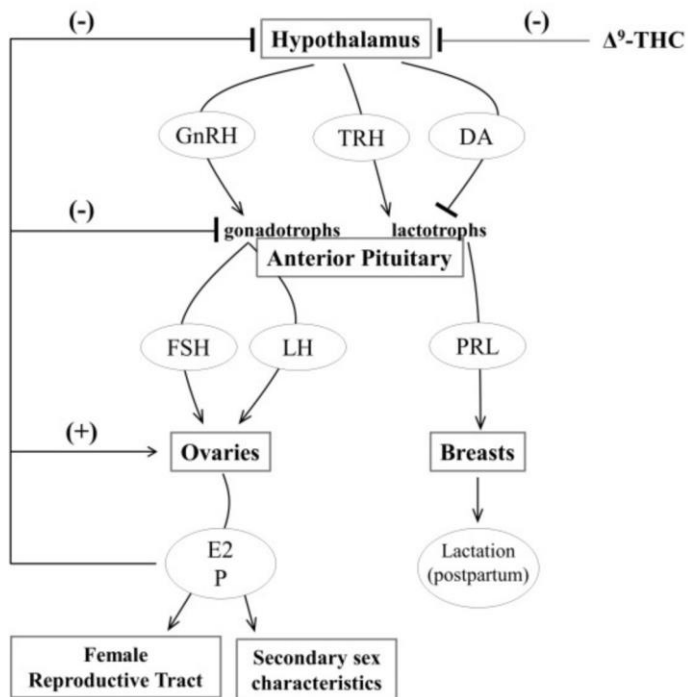 (-)
(-)
Hypothalamus
Δ⁹-THC
GnRH
TRH
DA
(-)
gonadotrophs
lactotrophs
Anterior Pituitary
FSH
LH
PRL
(+)
Ovaries
Breasts
E2
P
Lactation
(postpartum)
Female
Reproductive Tract
Secondary sex
characteristics